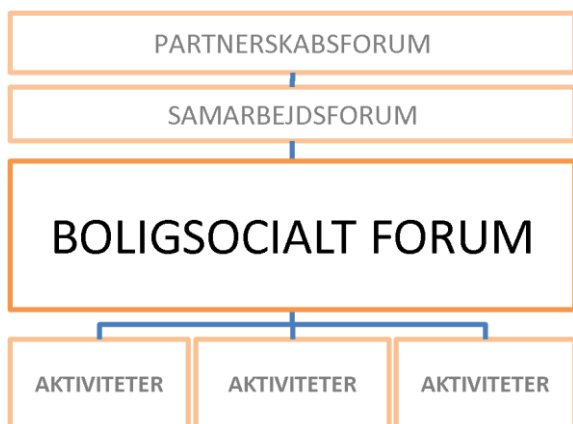 PARTNERSKABSFORUM
SAMARBEJDSFORUM
BOLIGSOCIALT FORUM
AKTIVITETER AKTIVITETER AKTIVITETER